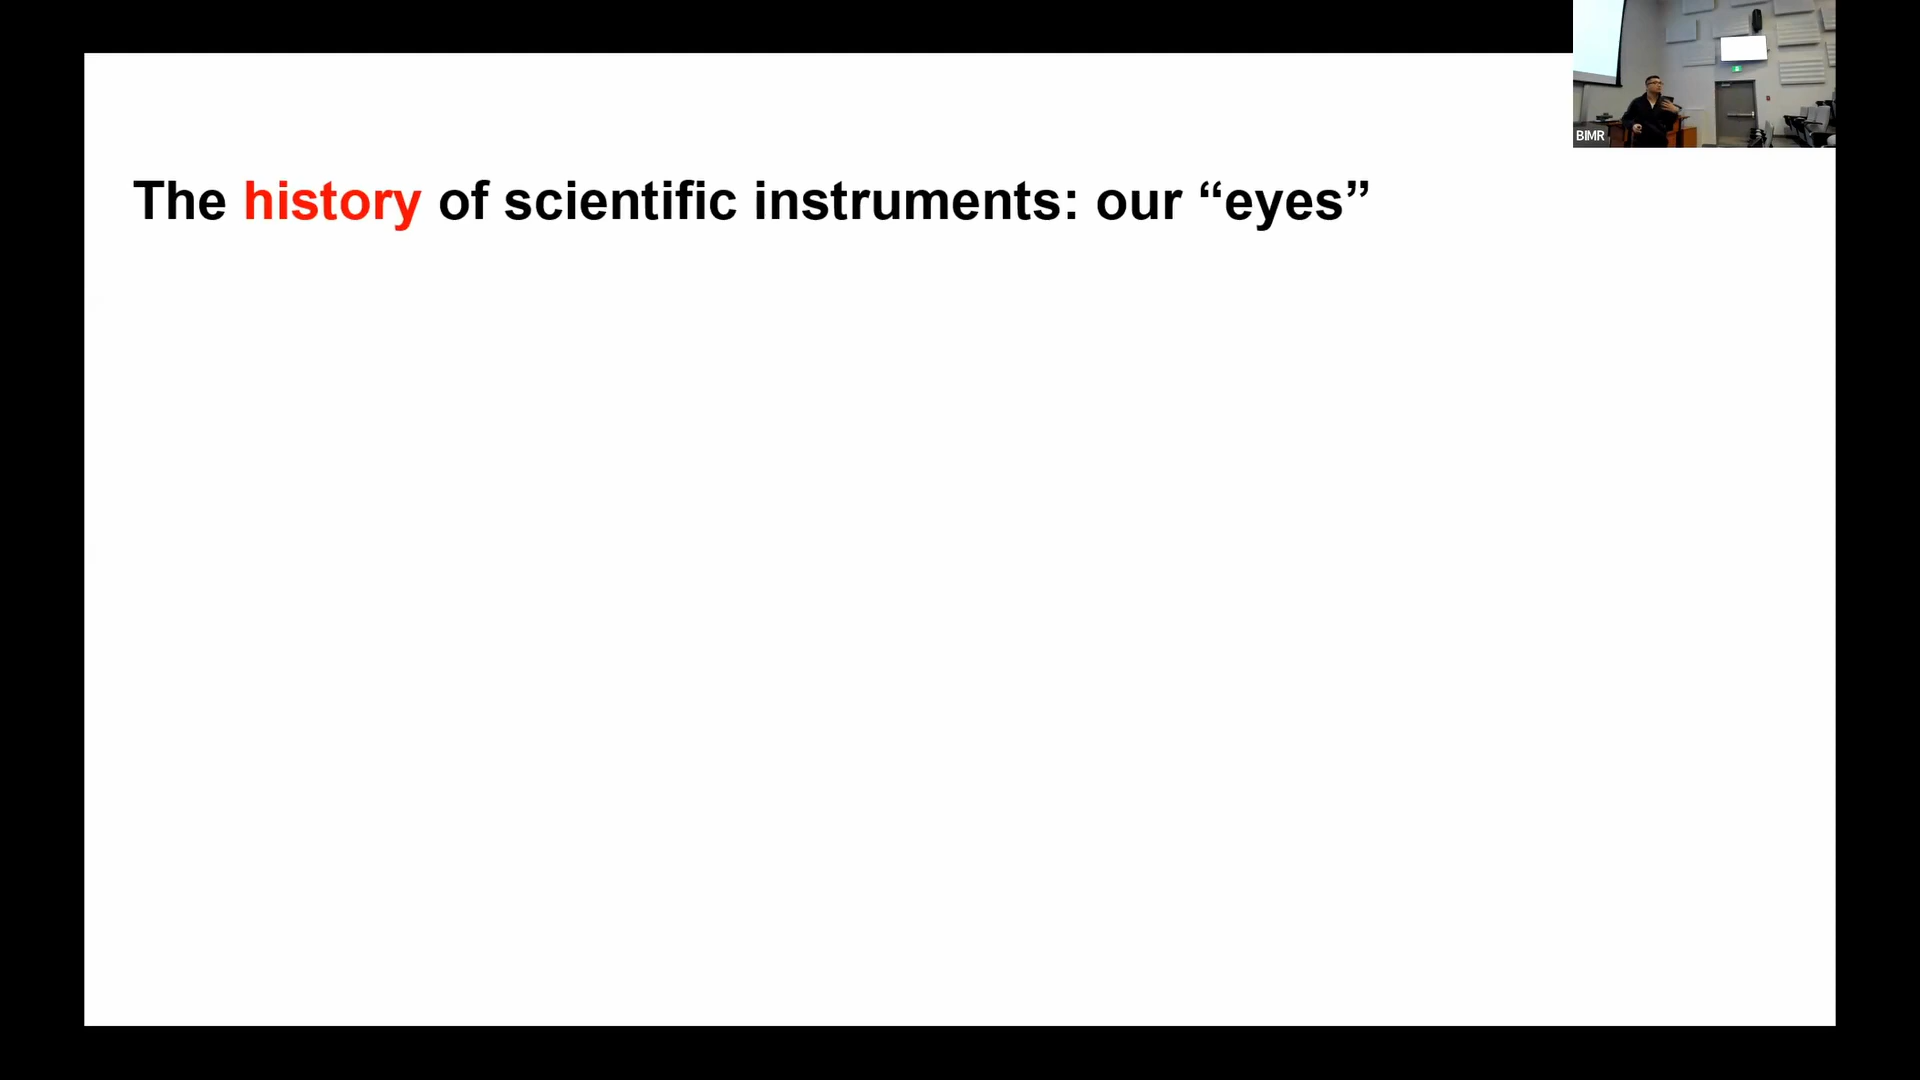 The history of scientific instruments: our “eyes”
BIMR